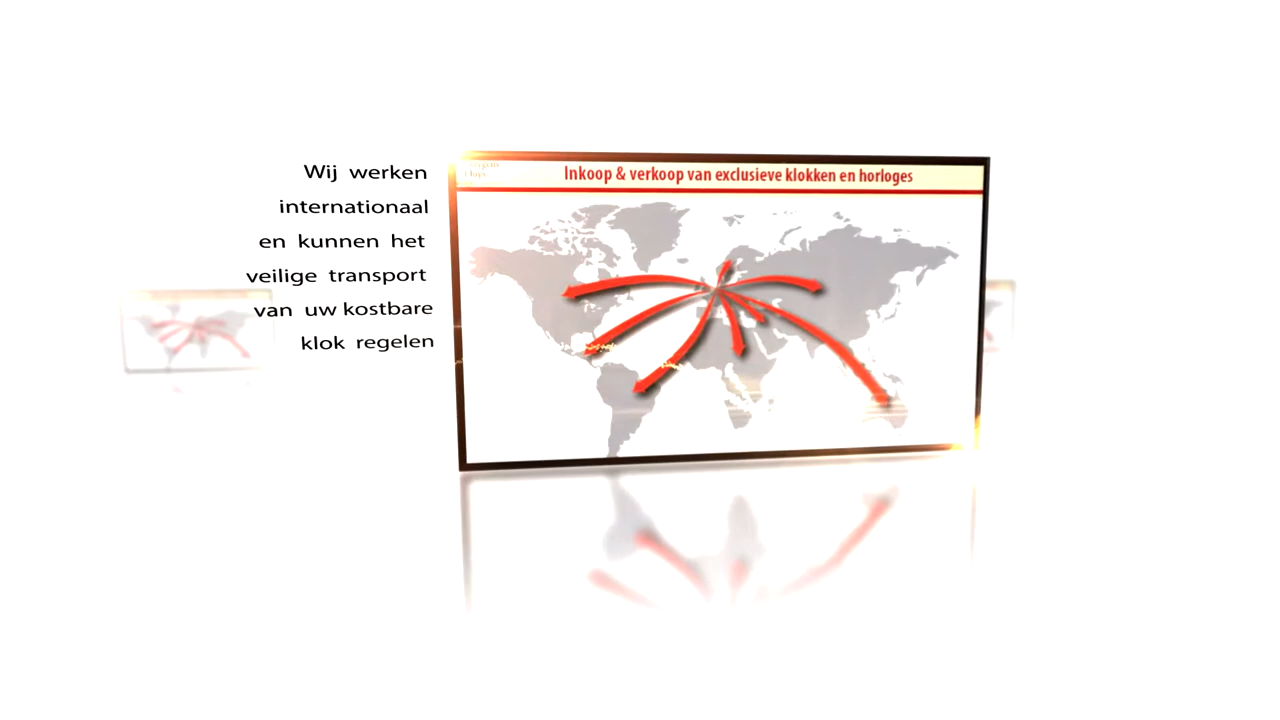 Wij werken
internationaal
en kunnen het
veilige transport
van uw kostbare
klok regelen
Inkoop & verkoop van exclusieve klokken en horloges